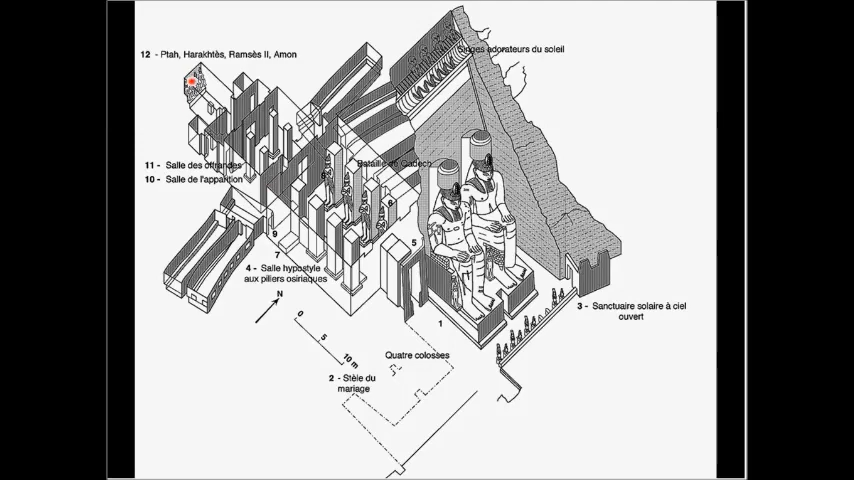 Singes adorateurs du soleil
12 - Ptah, Harakhtès, Ramsès II, Amon
11 - Salle des offrandes
10 - Salle de l'apparition
Bataille de Qadech
8
6
9
7
5
4 - Salle hypostyle
aux piliers osiriaques
N
0
5
10 m
1
3 - Sanctuaire solaire à ciel
ouvert
Quatre colosses
2 - Stèle du
mariage